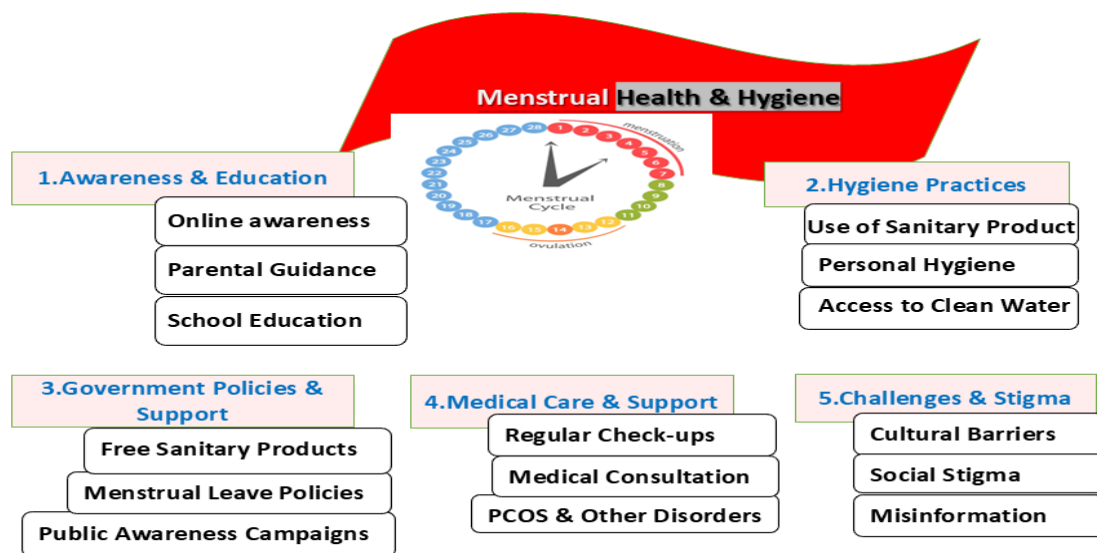 Menstrual Health & Hygiene
28 1 2 3 4 5 6 7 8 9 10 11 12 13 14 15 16 17 18 19 20 21 22 23 24 25 26 27
menstruation
Menstrual
Cycle
ovulation
1.Awareness & Education
Online awareness
Parental Guidance
School Education
2.Hygiene Practices
Use of Sanitary Product
Personal Hygiene
Access to Clean Water
3.Government Policies &
Support
Free Sanitary Products
Menstrual Leave Policies
Public Awareness Campaigns
4.Medical Care & Support
Regular Check-ups
Medical Consultation
PCOS & Other Disorders
5.Challenges & Stigma
Cultural Barriers
Social Stigma
Misinformation